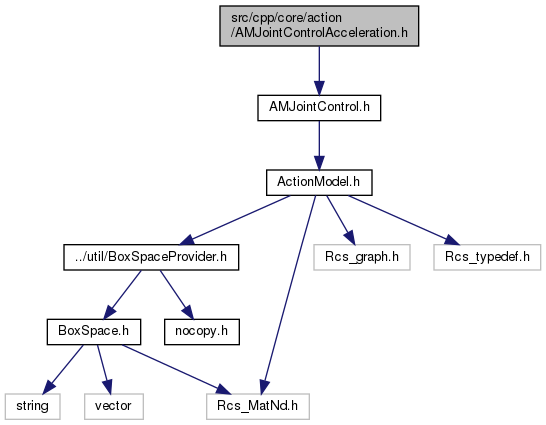 src/cpp/core/action
/AMJointControlAcceleration.h
AMJointControl.h
ActionModel.h
../util/BoxSpaceProvider.h
Rcs_graph.h
Rcs_typedef.h
BoxSpace.h
nocopy.h
string
vector
Rcs_MatNd.h